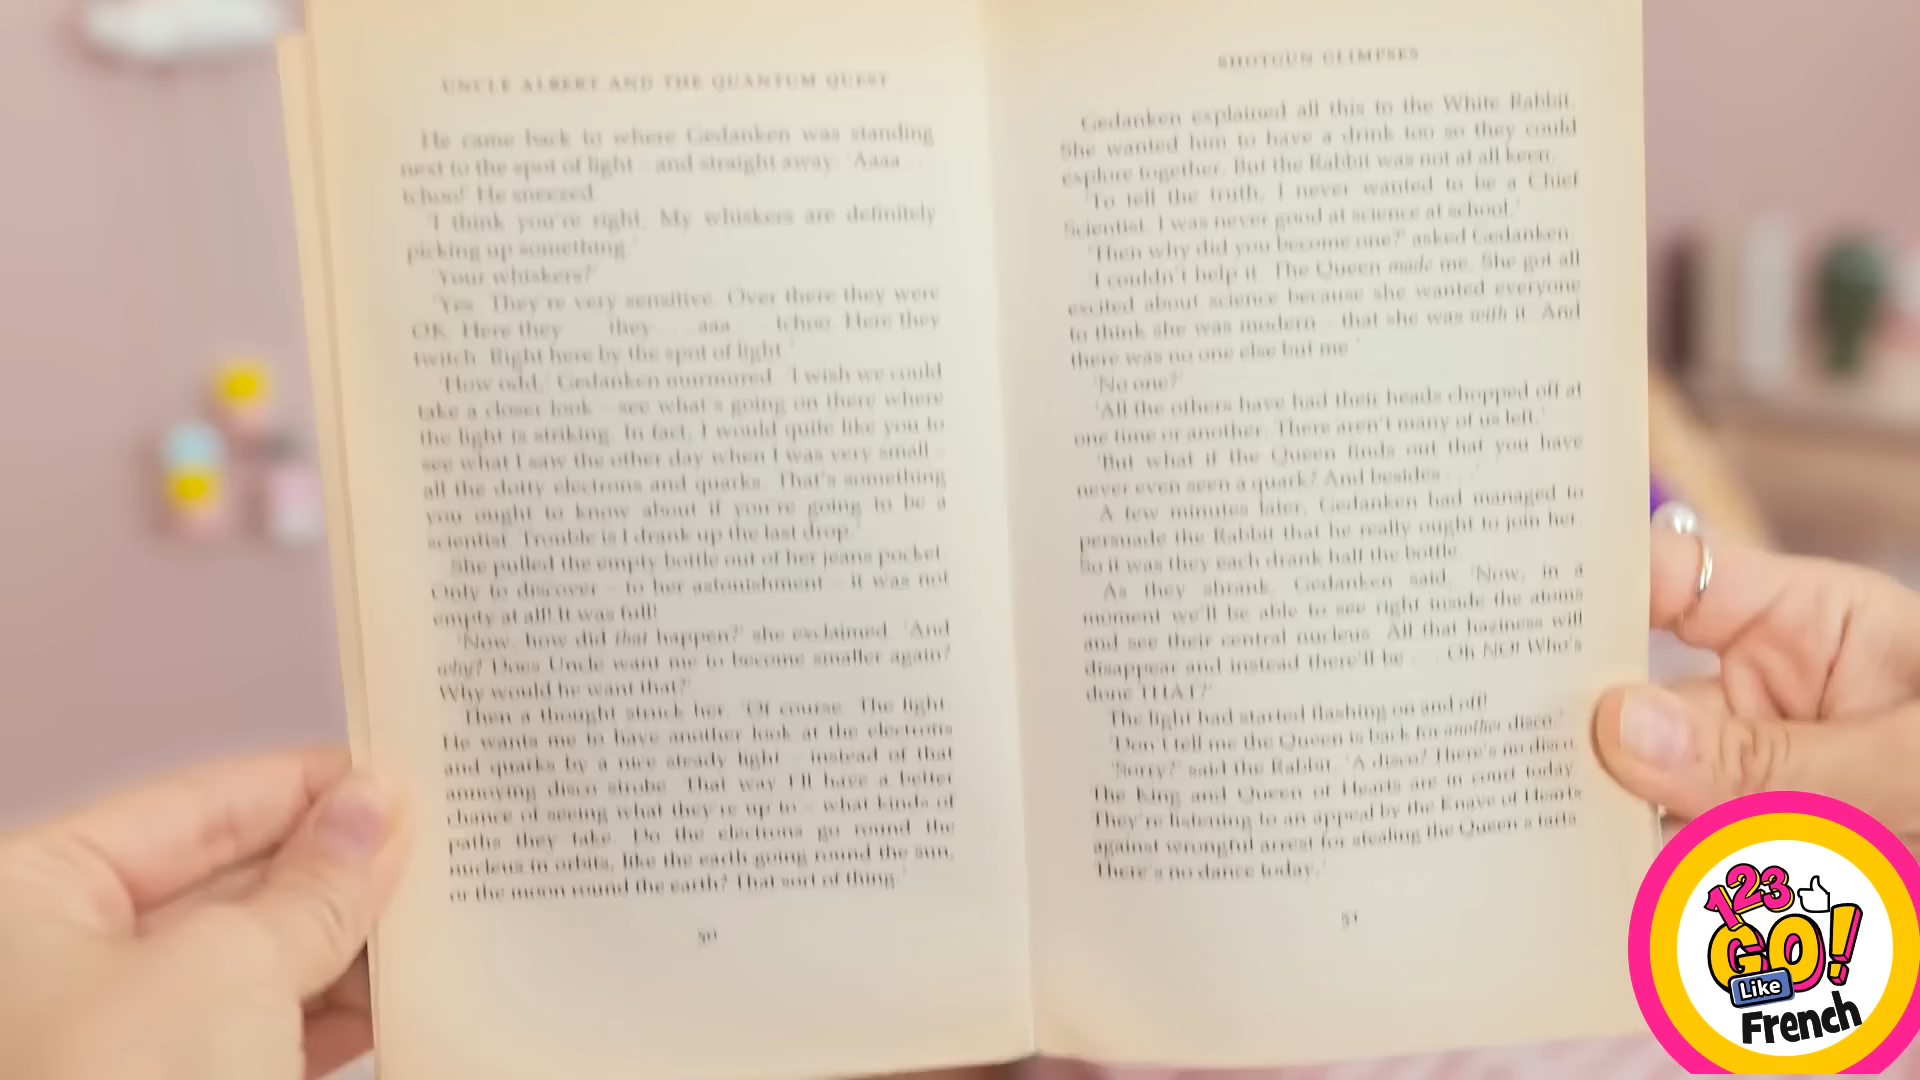 UNCLE ALBERT AND THE QUANTUM QUEST
He came back to where Gedanken was standing
next to the spot of light – and straight away. 'Aaaa . . .
tchoo!' He sneezed.
'I think you're right. My whiskers are definitely
picking up something.'
'Your whiskers?'
'Yes. They're very sensitive. Over there they were
OK. Here they . . . they . . . aaa . . . tchoo. Here they
twitch. Right here by the spot of light.'
'How odd,' Gedanken murmured. 'I wish we could
take a closer look – see what's going on there where
the light is striking. In fact, I would quite like you to
see what I saw the other day when I was very small –
all the dotty electrons and quarks. That's something
you ought to know about if you're going to be a
scientist. Trouble is I drank up the last drop.'
She pulled the empty bottle out of her jeans pocket.
Only to discover – to her astonishment – it was not
empty at all! It was full!
'Now, how did that happen?' she exclaimed. 'And
why? Does Uncle want me to become smaller again?
Why would he want that?'
Then a thought struck her. 'Of course. The light.
He wants me to have another look at the electrons
and quarks by a nice steady light – instead of that
annoying disco strobe. That way I'll have a better
chance of seeing what they're up to – what kinds of
paths they take. Do the electrons go round the
nucleus in orbits, like the earth going round the sun,
or the moon round the earth? That sort of thing.'
50
SHOTGUN GLIMPSES
Gedanken explained all this to the White Rabbit.
She wanted him to have a drink too so they could
explore together. But the Rabbit was not at all keen.
'To tell the truth, I never wanted to be a Chief
Scientist. I was never good at science at school.'
'Then why did you become one?' asked Gedanken.
'I couldn't help it. The Queen made me. She got all
excited about science because she wanted everyone
to think she was modern – that she was with it. And
there was no one else but me.'
'No one?'
'All the others have had their heads chopped off at
one time or another. There aren't many of us left.'
'But what if the Queen finds out that you have
never even seen a quark? And besides . . .'
A few minutes later, Gedanken had managed to
persuade the Rabbit that he really ought to join her.
So it was they each drank half the bottle.
As they shrank, Gedanken said, 'Now, in a
moment we'll be able to see right inside the atoms
and see their central nucleus. All that haziness will
disappear and instead there'll be . . . Oh NO! Who's
done THAT?'
The light had started flashing on and off!
'Don't tell me the Queen is back for another disco.'
'Sorry?' said the Rabbit. 'A disco? There's no disco.
The King and Queen of Hearts are in court today.
They're listening to an appeal by the Knave of Hearts
against wrongful arrest for stealing the Queen's tarts.
There's no dance today.'
51
123
GO!
Like
French